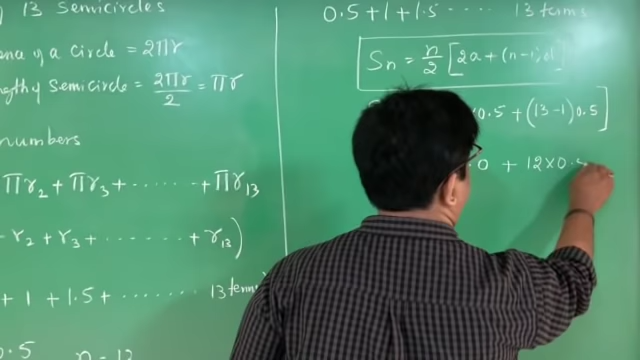 13 Semicircles
of a circle = 2πr
length of semicircle = 2πr/2 = πr
numbers
πr₂ + πr₃ + ...... + πr₁₃
r₂ + r₃ + ...... + r₁₃)
+ 1 + 1.5 + ....... 13 terms
0.5 n = 13
0.5 + 1 + 1.5 ..... 13 terms
Sₙ = n/2 [2a + (n-1)d]
×0.5 + (13-1)0.5]
0 + 12×0.5